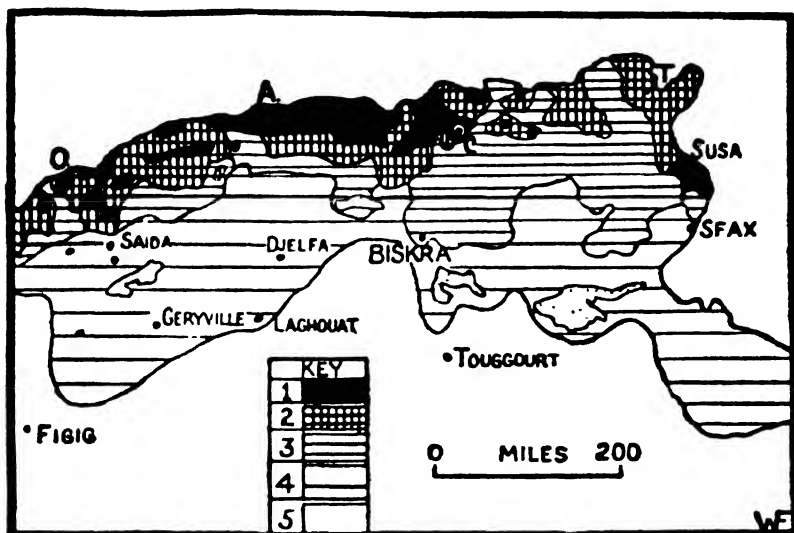 T.
A.
C
SUSA
O.
SFAX
SAIDA
DJELFA
BISKRA
GERYVILLE
LAGHOUAT
TOUGGOURT
KEY
1
2
3
4
5
FIGIG
0 MILES 200
WF